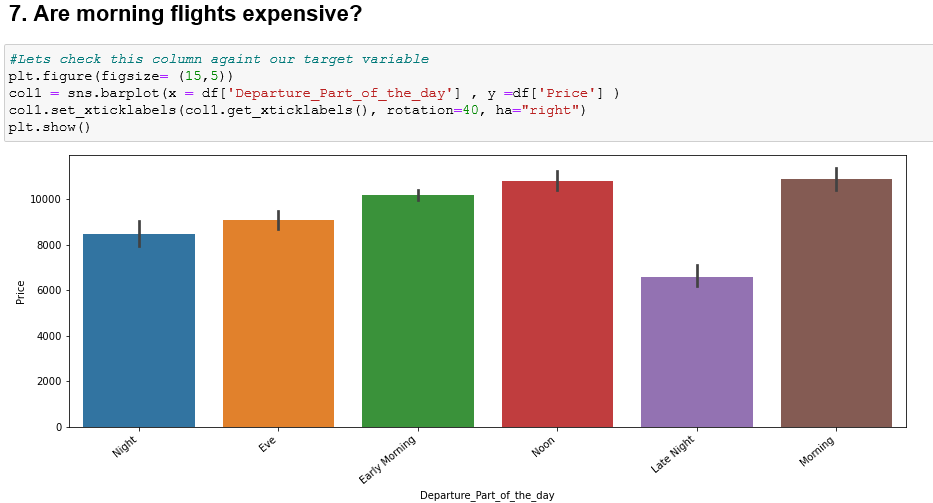 7. Are morning flights expensive?
#Lets check this column againt our target variable
plt.figure(figsize= (15,5))
col1 = sns.barplot(x = df['Departure_Part_of_the_day'] , y =df['Price'] )
col1.set_xticklabels(col1.get_xticklabels(), rotation=40, ha="right")
plt.show()
10000
8000
6000
4000
2000
0
Price
Night
Eve
Early Morning
Noon
Late Night
Morning
Departure_Part_of_the_day